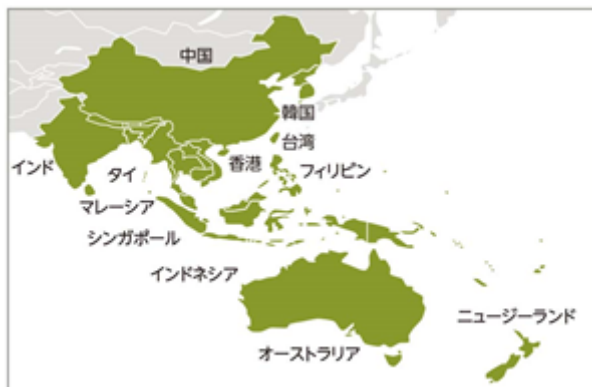 中国
韓国
台湾
香港
フィリピン
インド
タイ
マレーシア
シンガポール
インドネシア
ニュージーランド
オーストラリア